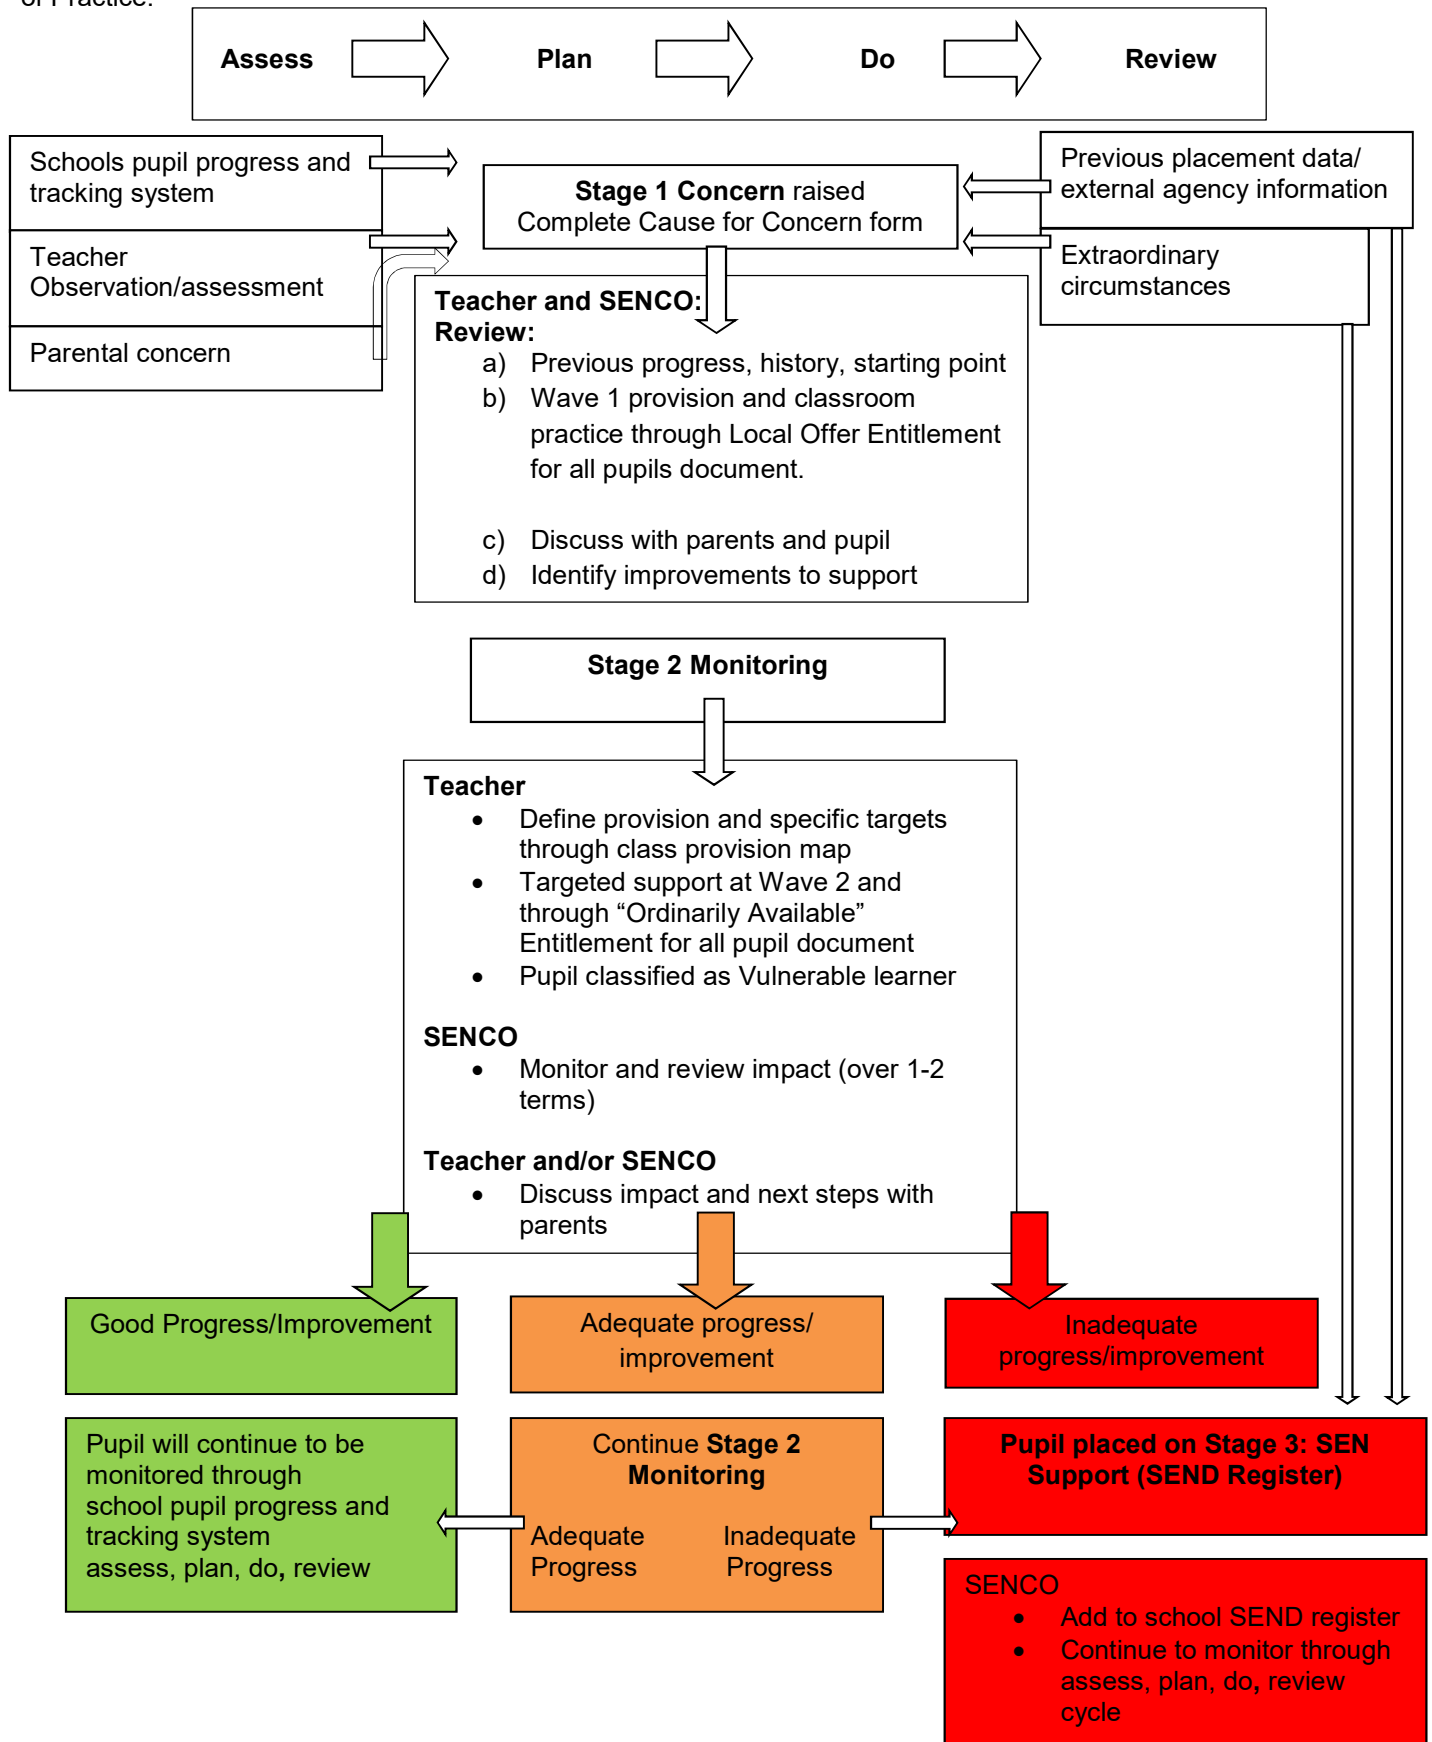 of Practice.
Assess Plan Do Review
Schools pupil progress and
tracking system
Teacher
Observation/assessment
Parental concern
Stage 1 Concern raised
Complete Cause for Concern form
Previous placement data/
external agency information
Extraordinary
circumstances
Teacher and SENCO:
Review:
a) Previous progress, history, starting point
b) Wave 1 provision and classroom
practice through Local Offer Entitlement
for all pupils document.
c) Discuss with parents and pupil
d) Identify improvements to support
Stage 2 Monitoring
Teacher
• Define provision and specific targets
through class provision map
• Targeted support at Wave 2 and
through “Ordinarily Available”
Entitlement for all pupil document
• Pupil classified as Vulnerable learner
SENCO
• Monitor and review impact (over 1-2
terms)
Teacher and/or SENCO
• Discuss impact and next steps with
parents
Good Progress/Improvement
Adequate progress/
improvement
Inadequate
progress/improvement
Pupil will continue to be
monitored through
school pupil progress and
tracking system
assess, plan, do, review
Continue Stage 2
Monitoring
Adequate Inadequate
Progress Progress
Pupil placed on Stage 3: SEN
Support (SEND Register)
SENCO
• Add to school SEND register
• Continue to monitor through
assess, plan, do, review
cycle